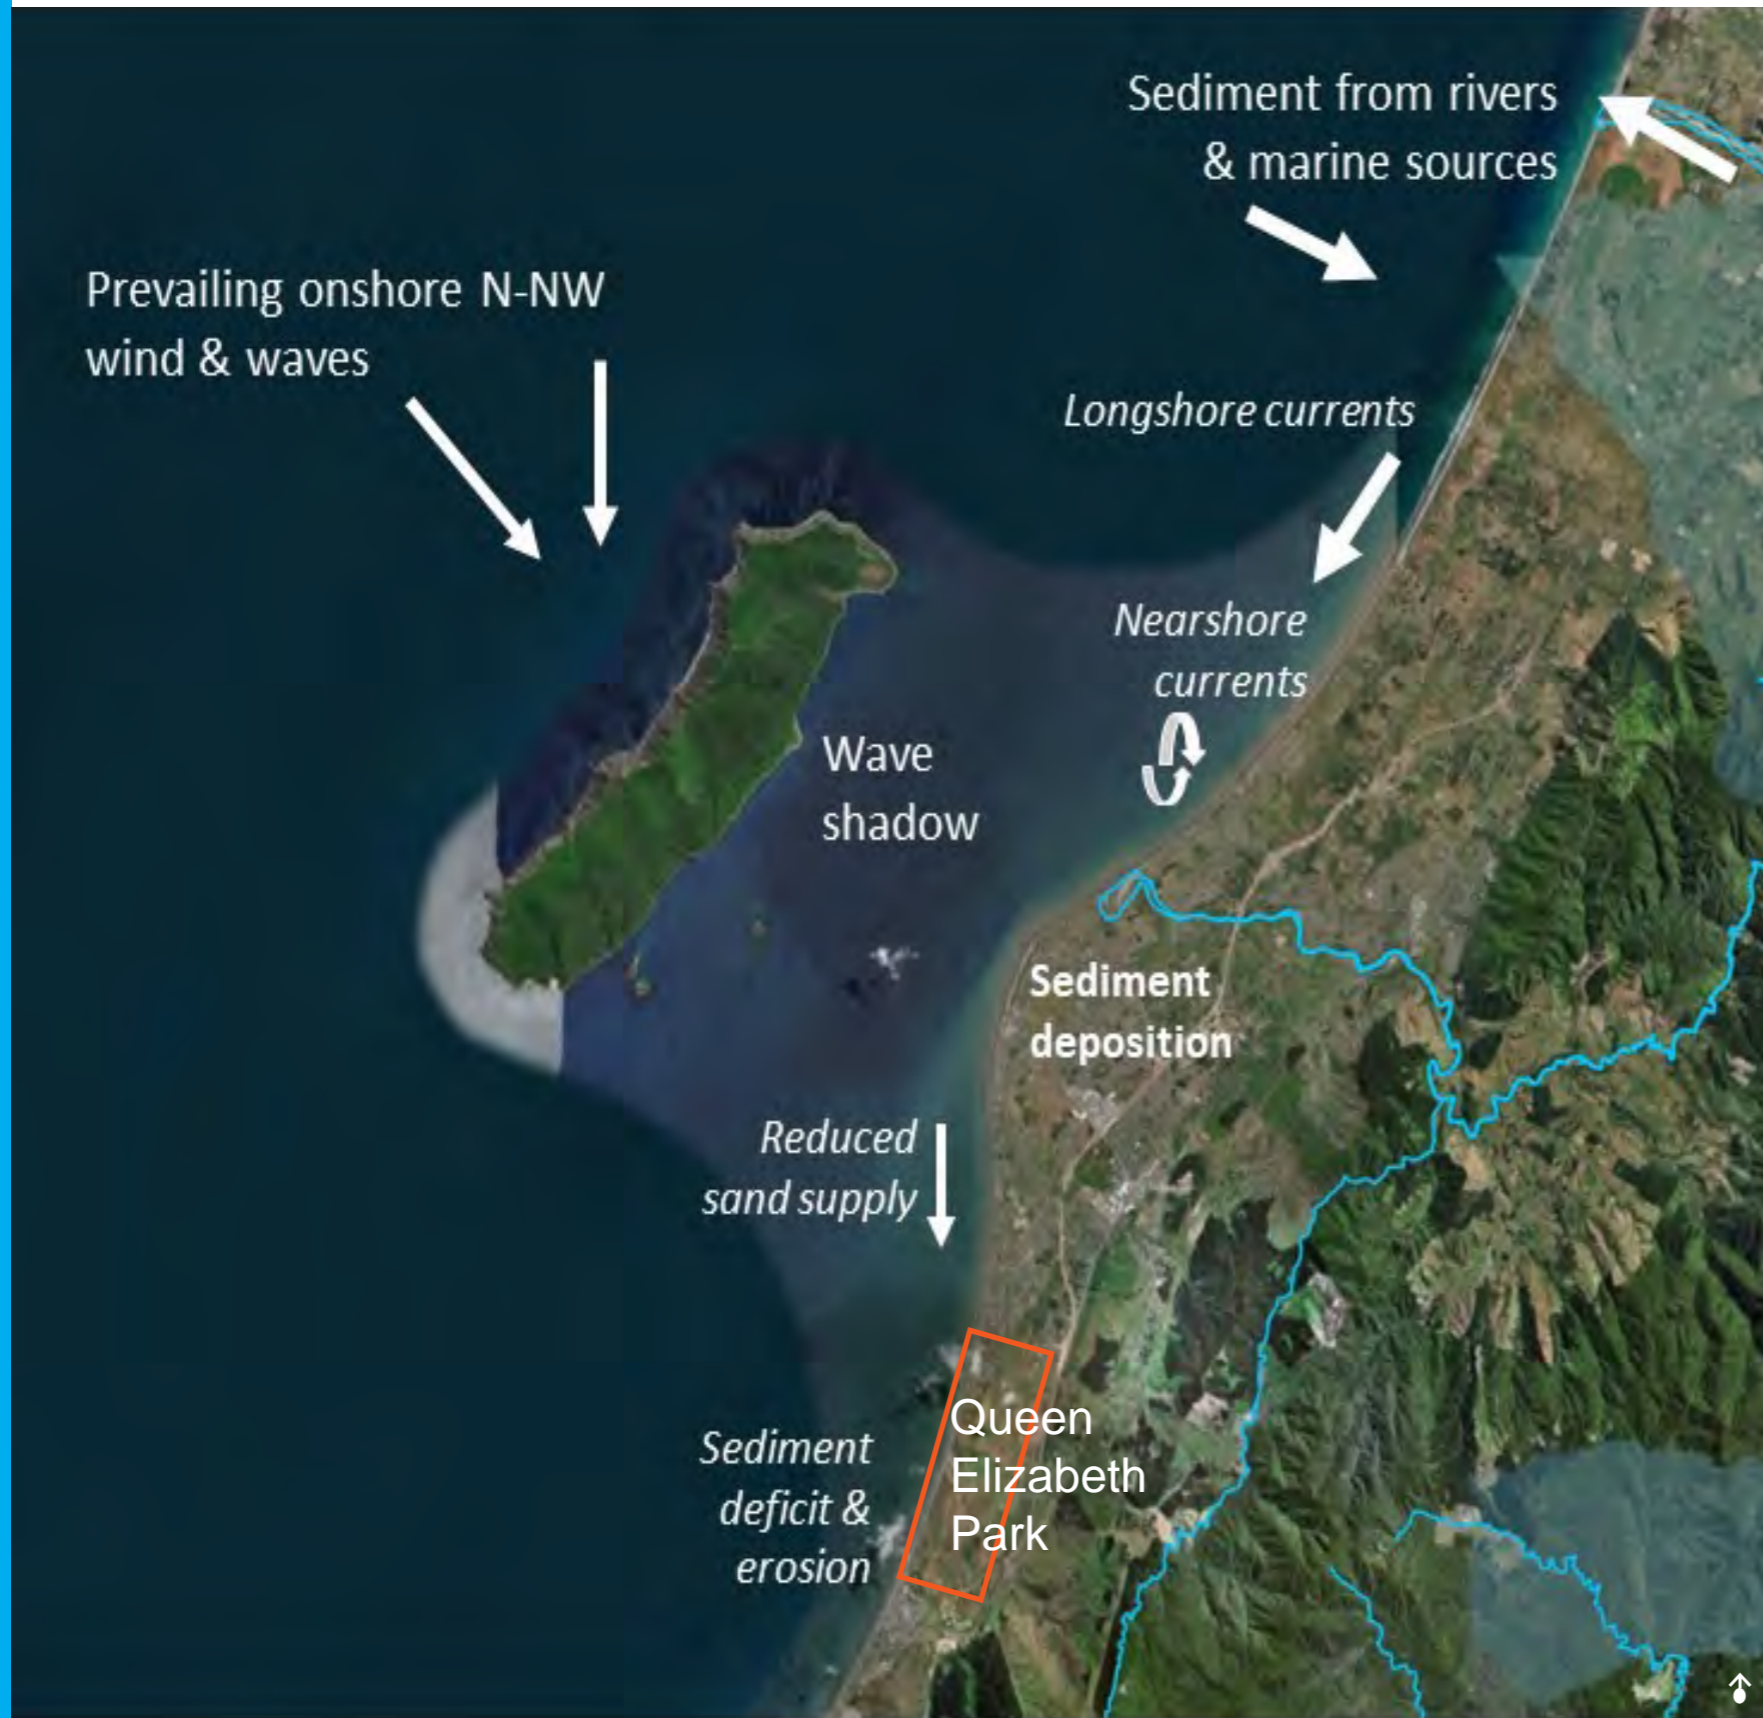 Sediment from rivers
& marine sources
Prevailing onshore N-NW
wind & waves
Longshore currents
Nearshore
currents
Wave
shadow
Sediment
deposition
Reduced
sand supply
Queen
Elizabeth
Park
Sediment
deficit &
erosion